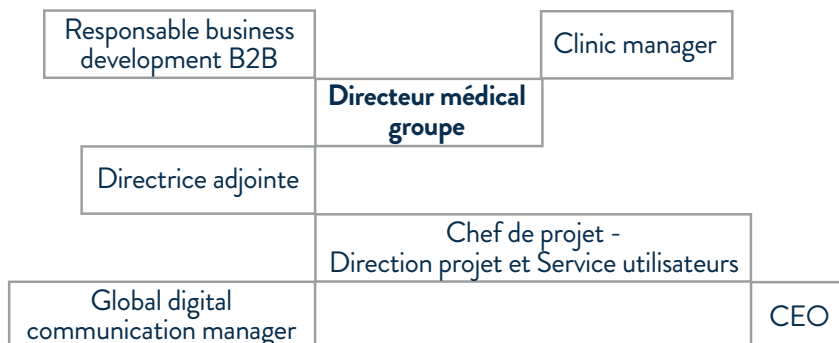 Responsable business
development B2B
Clinic manager
Directeur médical
groupe
Directrice adjointe
Chef de projet -
Direction projet et Service utilisateurs
Global digital
communication manager
CEO